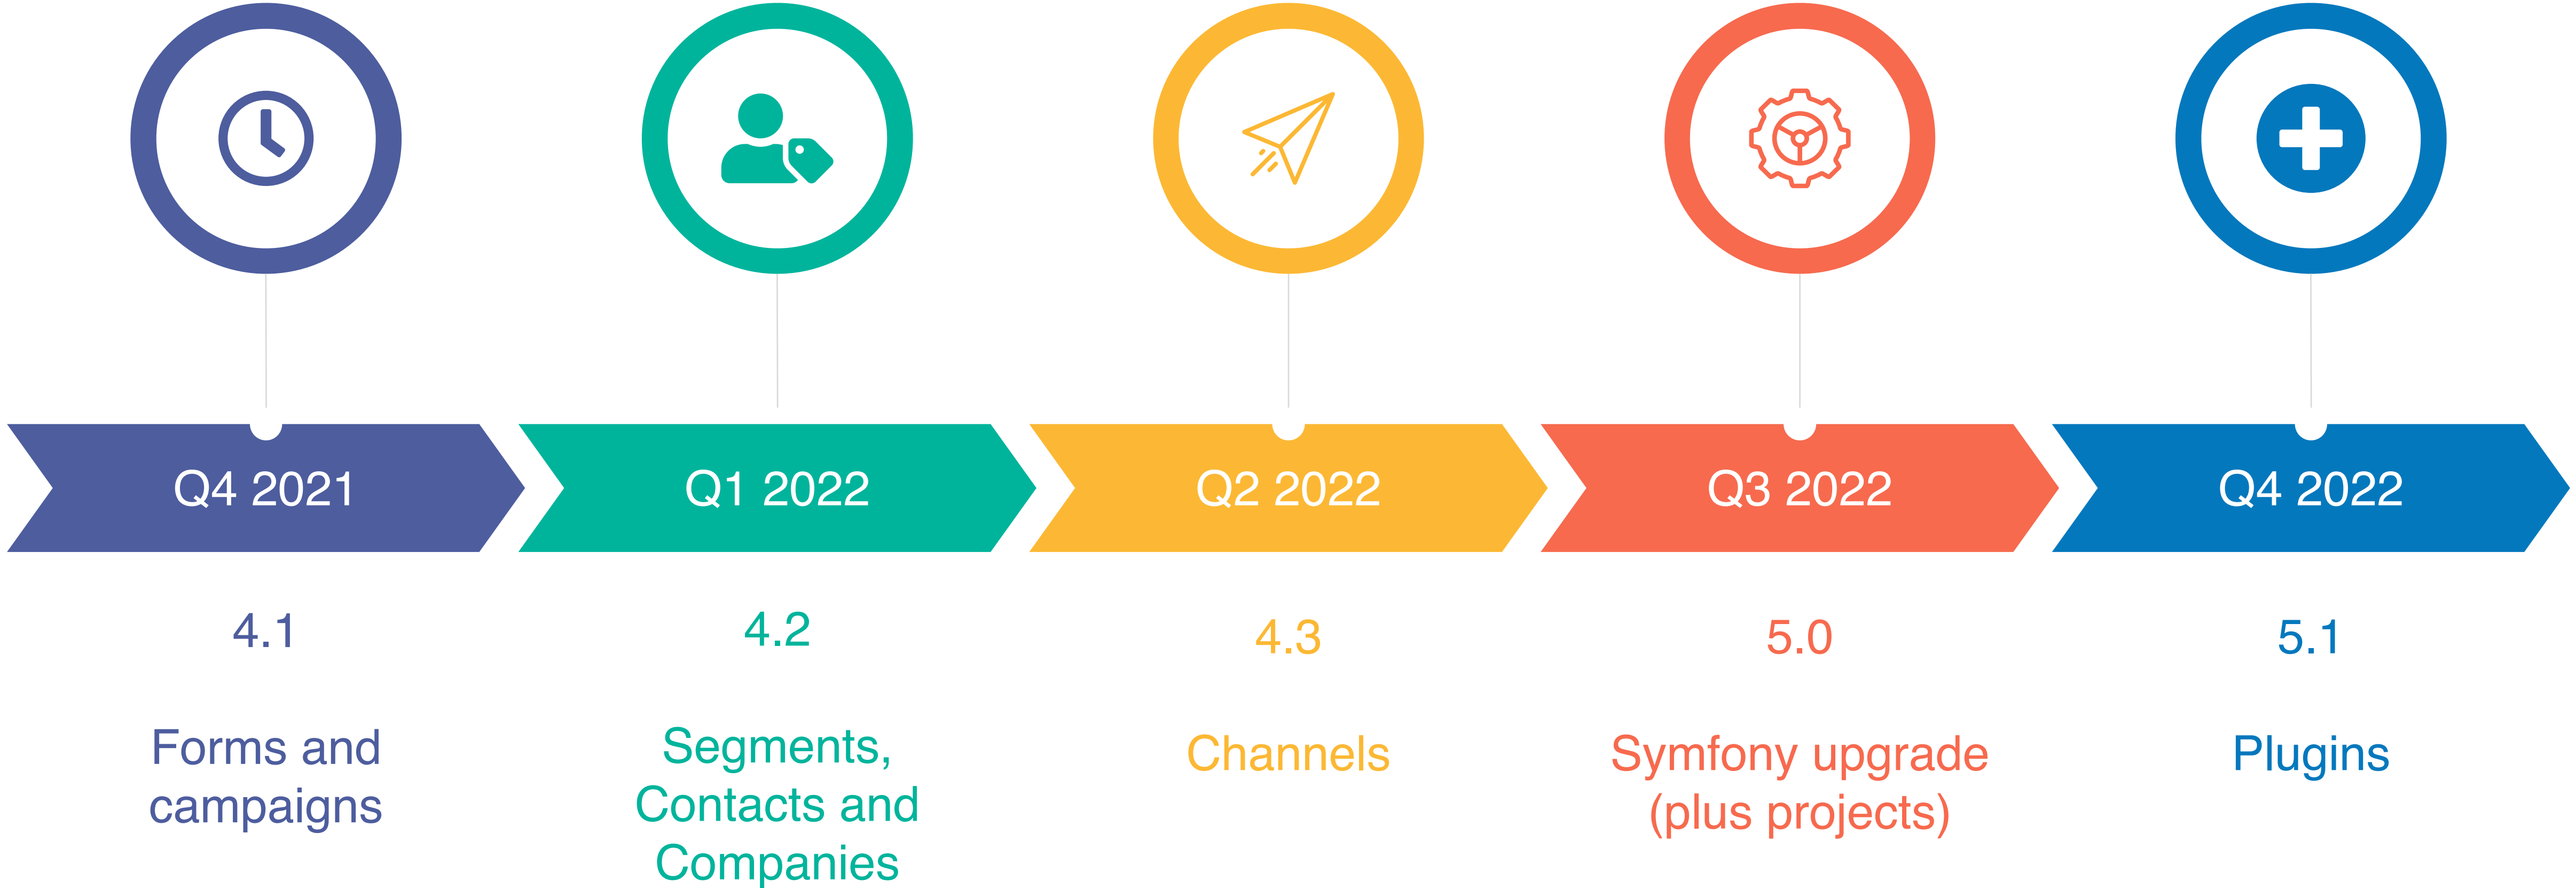 Q4 2021
Q1 2022
Q2 2022
Q3 2022
Q4 2022
4.1
4.2
4.3
5.0
5.1
Forms and
campaigns
Segments,
Contacts and
Companies
Channels
Symfony upgrade
(plus projects)
Plugins